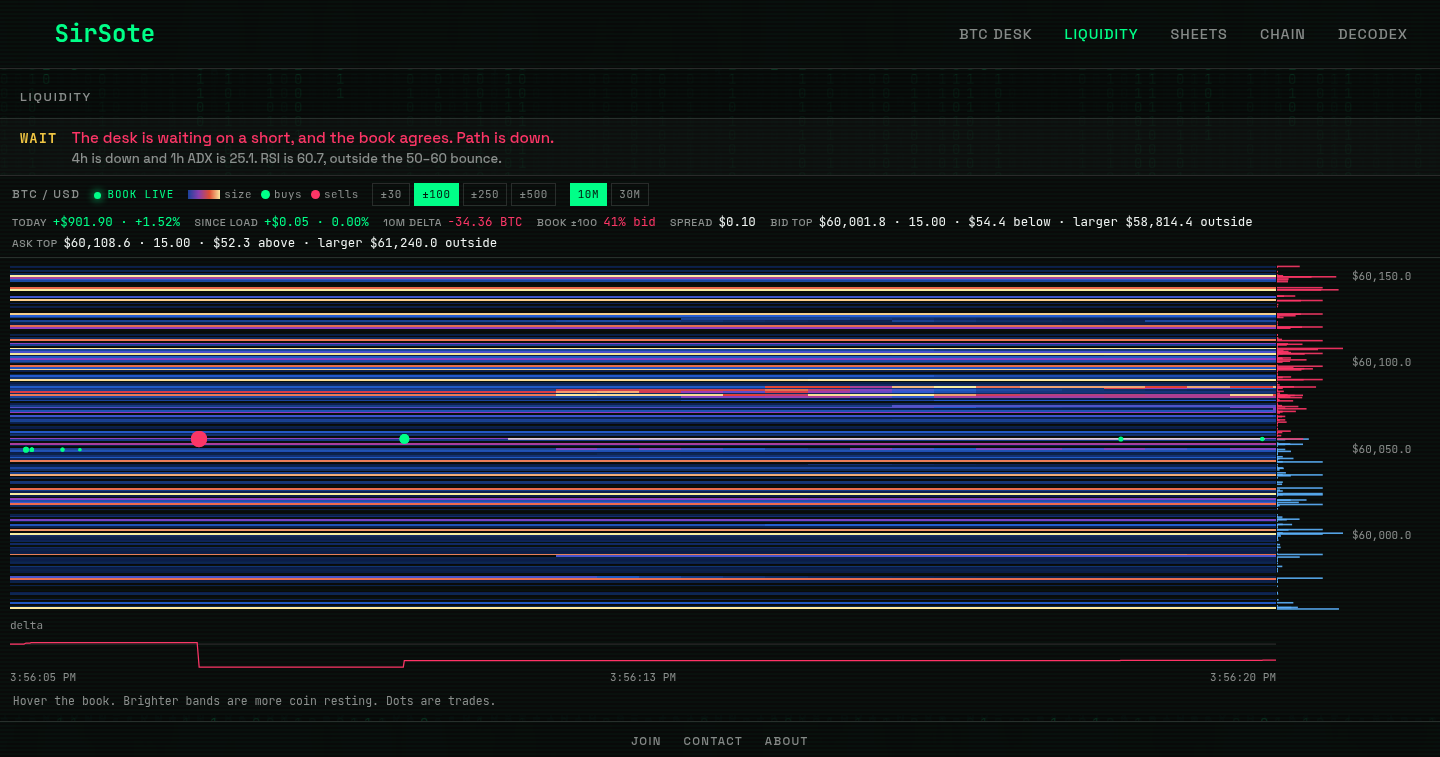 SirSote
BTC DESK LIQUIDITY SHEETS CHAIN DECODEX
LIQUIDITY
WAIT The desk is waiting on a short, and the book agrees. Path is down.
4h is down and 1h ADX is 25.1. RSI is 60.7, outside the 50–60 bounce.
BTC / USD BOOK LIVE size buys sells ±30 ±100 ±250 ±500 10M 30M
TODAY +$901.90 · +1.52% SINCE LOAD +$0.05 · 0.00% 10M DELTA -34.36 BTC BOOK ±100 41% bid SPREAD $0.10 BID TOP $60,001.8 · 15.00 · $54.4 below · larger $58,814.4 outside
ASK TOP $60,108.6 · 15.00 · $52.3 above · larger $61,240.0 outside
$60,150.0
$60,100.0
$60,050.0
$60,000.0
delta
3:56:05 PM 3:56:13 PM 3:56:20 PM
Hover the book. Brighter bands are more coin resting. Dots are trades.
JOIN CONTACT ABOUT